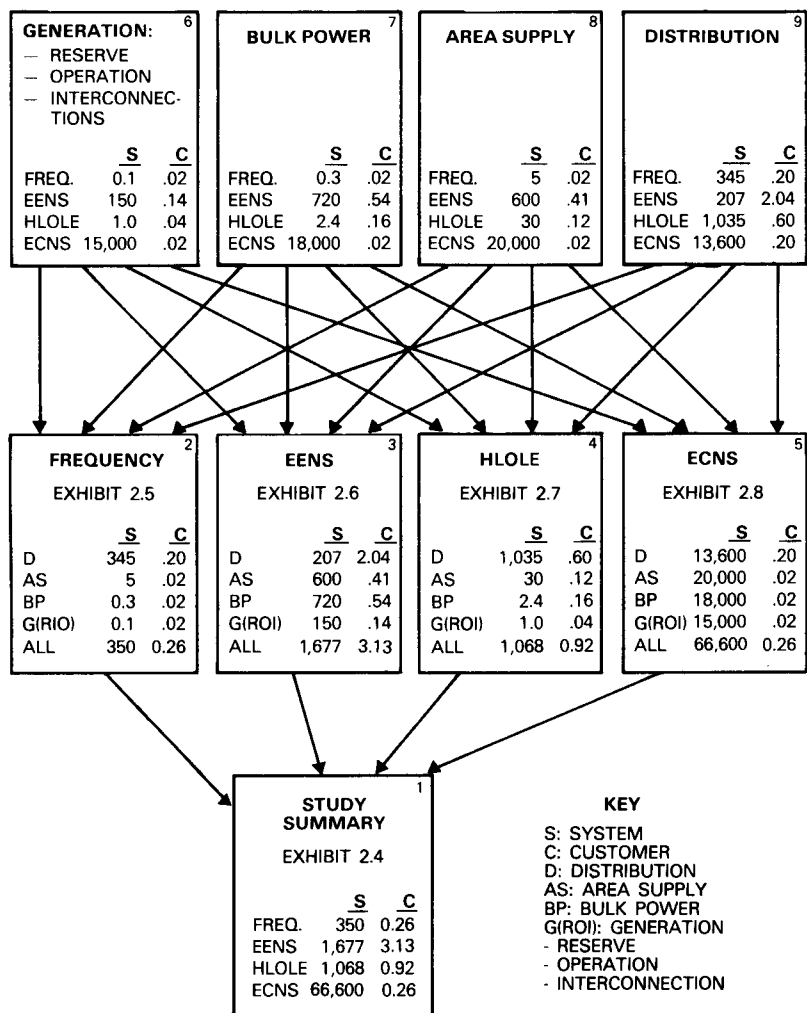 6
GENERATION:
— RESERVE
— OPERATION
— INTERCONNEC-
TIONS
S C
FREQ. 0.1 .02
EENS 150 .14
HLOLE 1.0 .04
ECNS 15,000 .02
7
BULK POWER
S C
FREQ. 0.3 .02
EENS 720 .54
HLOLE 2.4 .16
ECNS 18,000 .02
8
AREA SUPPLY
S C
FREQ. 5 .02
EENS 600 .41
HLOLE 30 .12
ECNS 20,000 .02
9
DISTRIBUTION
S C
FREQ. 345 .20
EENS 207 2.04
HLOLE 1,035 .60
ECNS 13,600 .20
2
FREQUENCY
EXHIBIT 2.5
S C
D 345 .20
AS 5 .02
BP 0.3 .02
G(RIO) 0.1 .02
ALL 350 0.26
3
EENS
EXHIBIT 2.6
S C
D 207 2.04
AS 600 .41
BP 720 .54
G(ROI) 150 .14
ALL 1,677 3.13
4
HLOLE
EXHIBIT 2.7
S C
D 1,035 .60
AS 30 .12
BP 2.4 .16
G(ROI) 1.0 .04
ALL 1,068 0.92
5
ECNS
EXHIBIT 2.8
S C
D 13,600 .20
AS 20,000 .02
BP 18,000 .02
G(ROI) 15,000 .02
ALL 66,600 0.26
1
STUDY
SUMMARY
EXHIBIT 2.4
S C
FREQ. 350 0.26
EENS 1,677 3.13
HLOLE 1,068 0.92
ECNS 66,600 0.26
KEY
S: SYSTEM
C: CUSTOMER
D: DISTRIBUTION
AS: AREA SUPPLY
BP: BULK POWER
G(ROI): GENERATION
- RESERVE
- OPERATION
- INTERCONNECTION